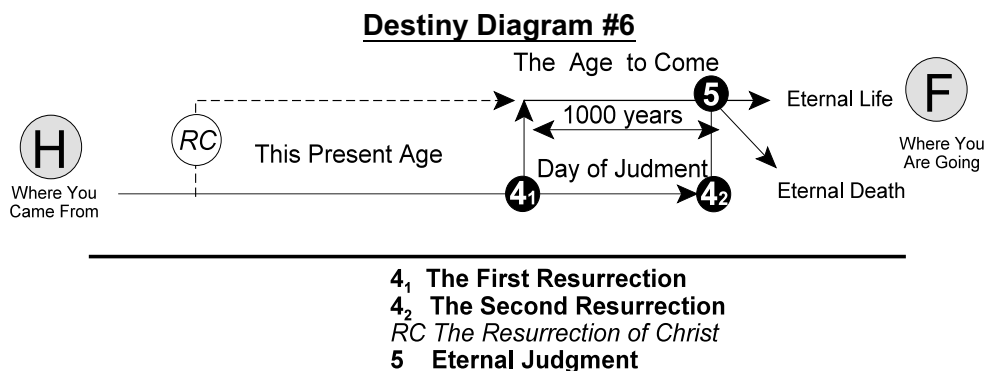 Destiny Diagram #6
The Age to Come
5
Eternal Life
F
1000 years
H
RC
This Present Age
Where You
Are Going
Day of Judment
Where You
Came From
4₁
4₂
Eternal Death
4₁ The First Resurrection
4₂ The Second Resurrection
RC The Resurrection of Christ
5 Eternal Judgment